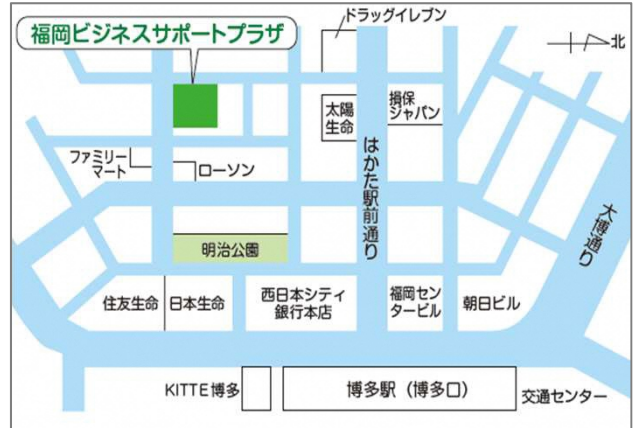 ドラッグイレブン
福岡ビジネスサポートプラザ
北
太陽
生命
損保
ジャパン
はかた駅前通り
ファミリー
マート
ローソン
大博通り
明治公園
住友生命
日本生命
西日本シティ
銀行本店
福岡セン
タービル
朝日ビル
KITTE博多
博多駅（博多口）
交通センター